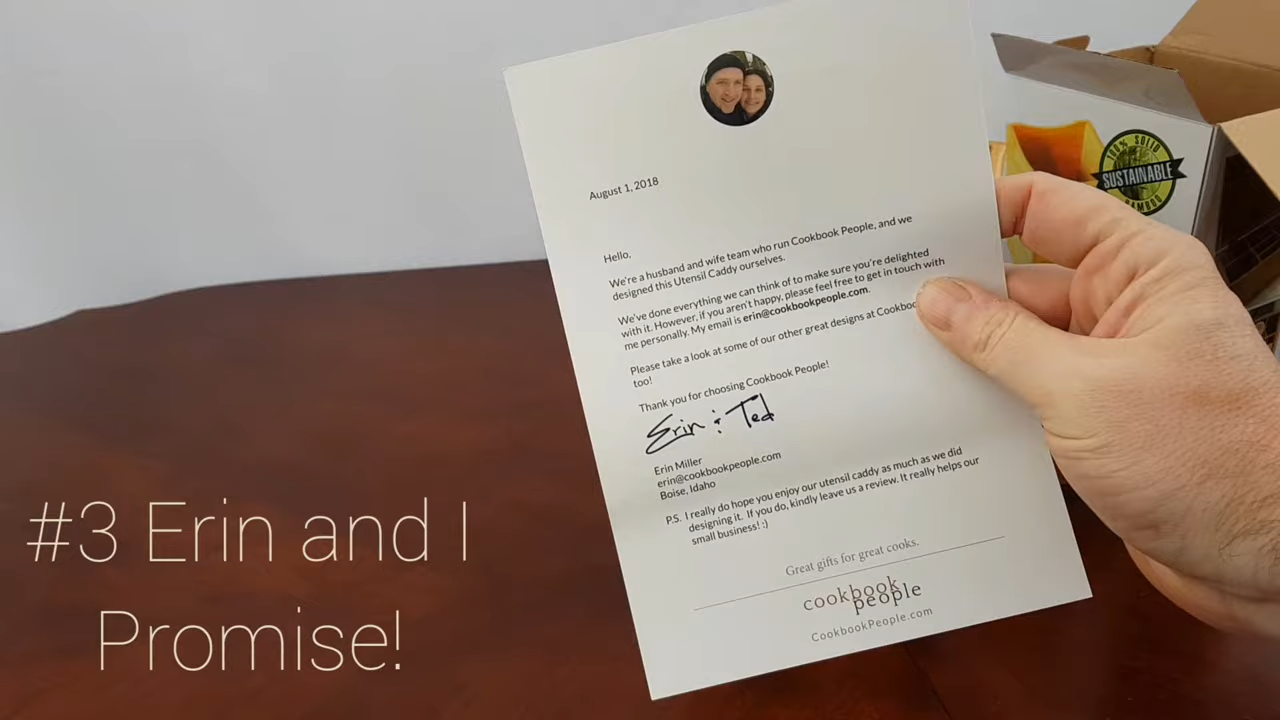 August 1, 2018
Hello,
We're a husband and wife team who run Cookbook People, and we
designed this Utensil Caddy ourselves.
We've done everything we can think of to make sure you're delighted
with it. However, if you aren't happy, please feel free to get in touch with
me personally. My email is erin@cookbookpeople.com.
Please take a look at some of our other great designs at Cookboo
too!
Thank you for choosing Cookbook People!
Erin & Ted
Erin Miller
erin@cookbookpeople.com
Boise, Idaho
P.S. I really do hope you enjoy our utensil caddy as much as we did
designing it. If you do, kindly leave us a review. It really helps our
small business! :)
Great gifts for great cooks.
cookbook
people
CookbookPeople.com
100% SOLID
SUSTAINABLE
BAMBOO
#3 Erin and I
Promise!